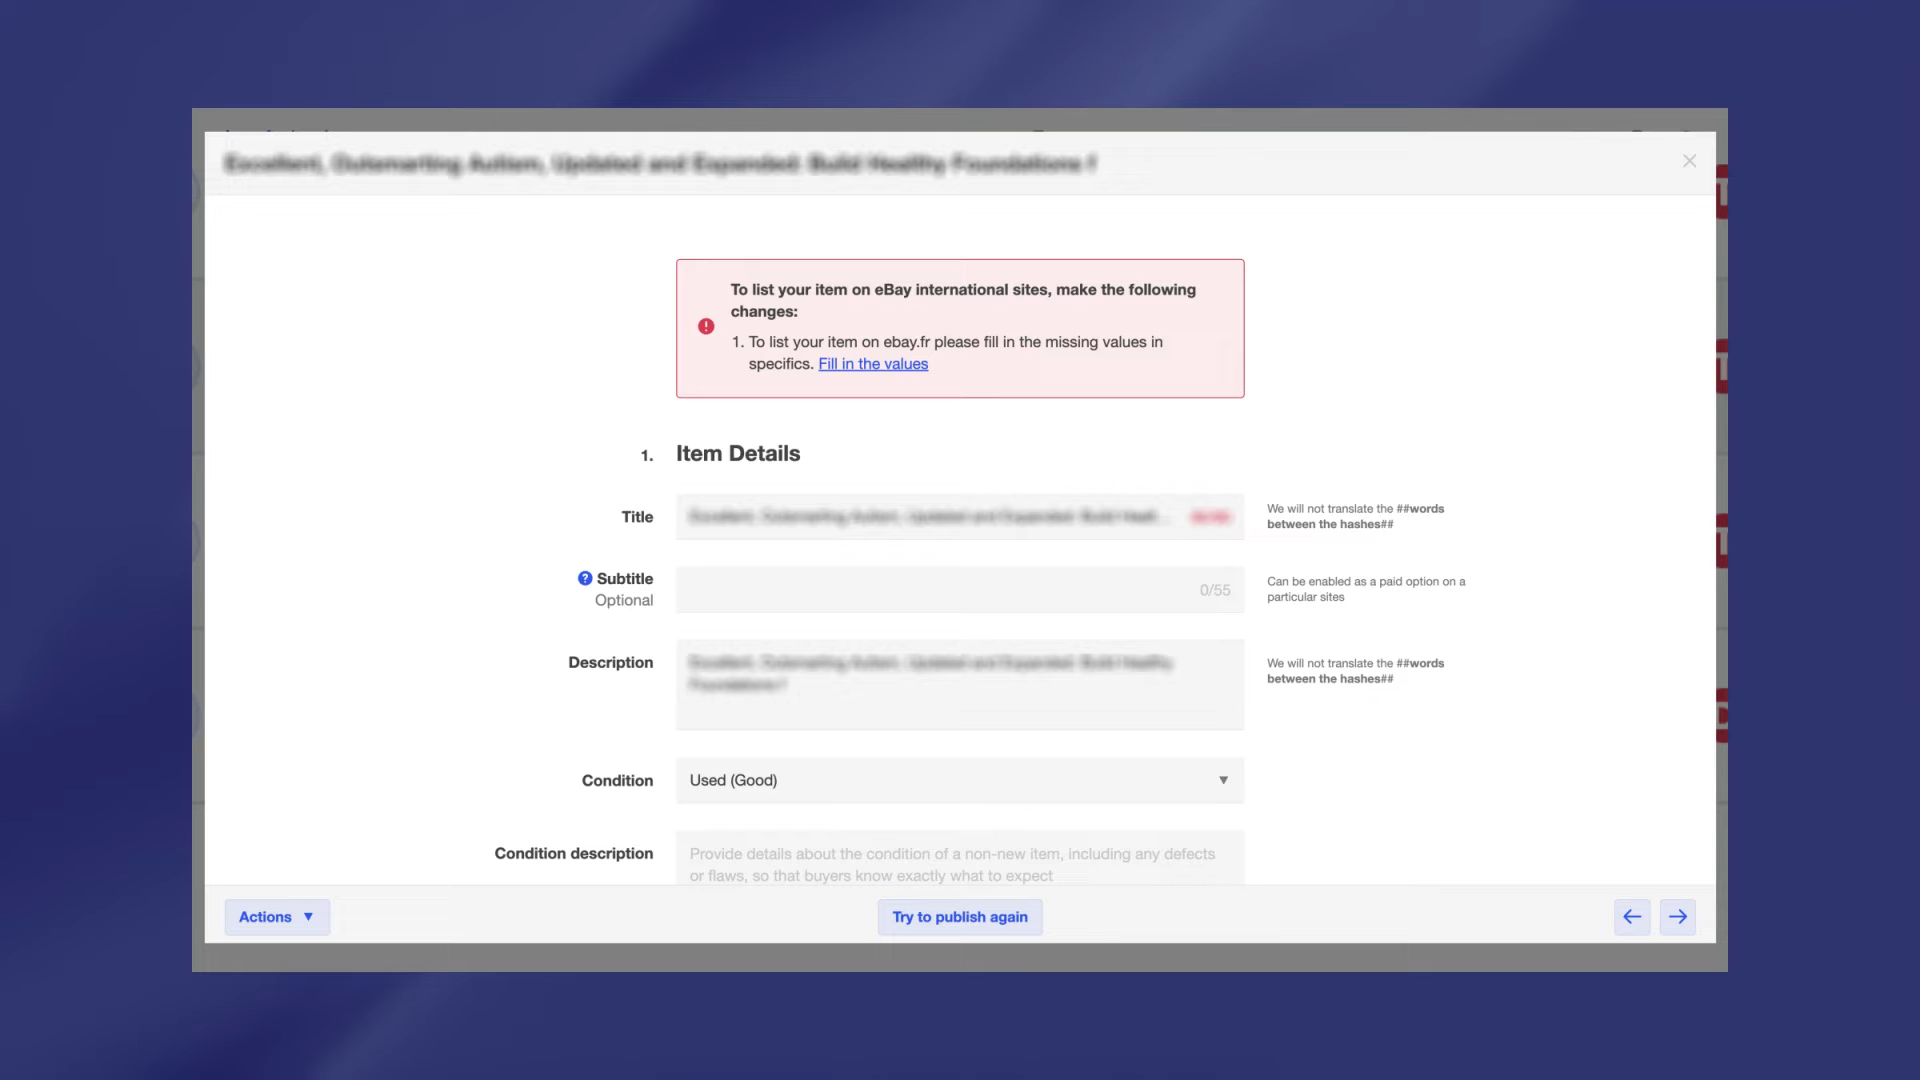 To list your item on eBay international sites, make the following
changes:
1. To list your item on ebay.fr please fill in the missing values in
specifics. Fill in the values
1. Item Details
Title
We will not translate the ##words
between the hashes##
Subtitle
Optional
0/55
Can be enabled as a paid option on a
particular sites
Description
We will not translate the ##words
between the hashes##
Condition
Used (Good)
Condition description
Provide details about the condition of a non-new item, including any defects
or flaws, so that buyers know exactly what to expect
Actions
Try to publish again